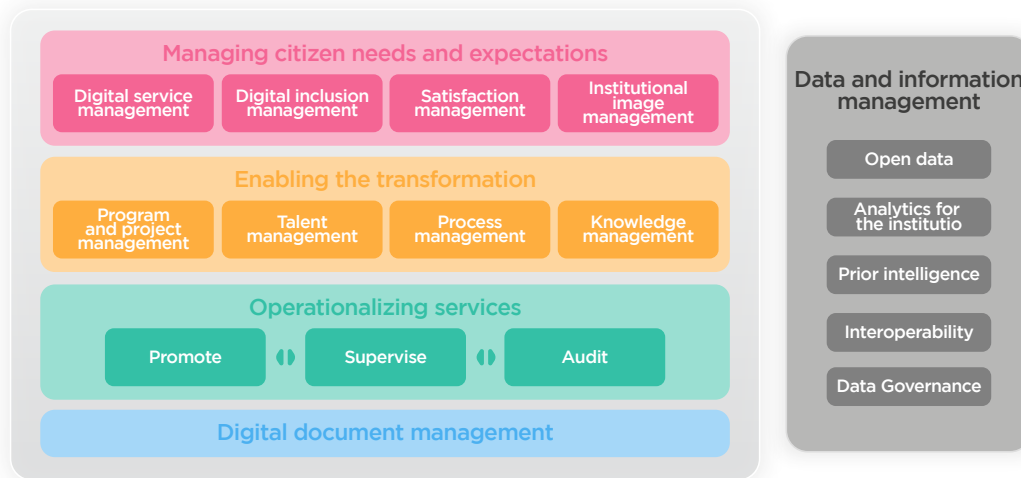 Managing citizen needs and expectations
Digital service
management
Digital inclusion
management
Satisfaction
management
Institutional
image
management
Enabling the transformation
Program
and project
management
Talent
management
Process
management
Knowledge
management
Operationalizing services
Promote
Supervise
Audit
Digital document management
Data and information
management
Open data
Analytics for
the institutio
Prior intelligence
Interoperability
Data Governance